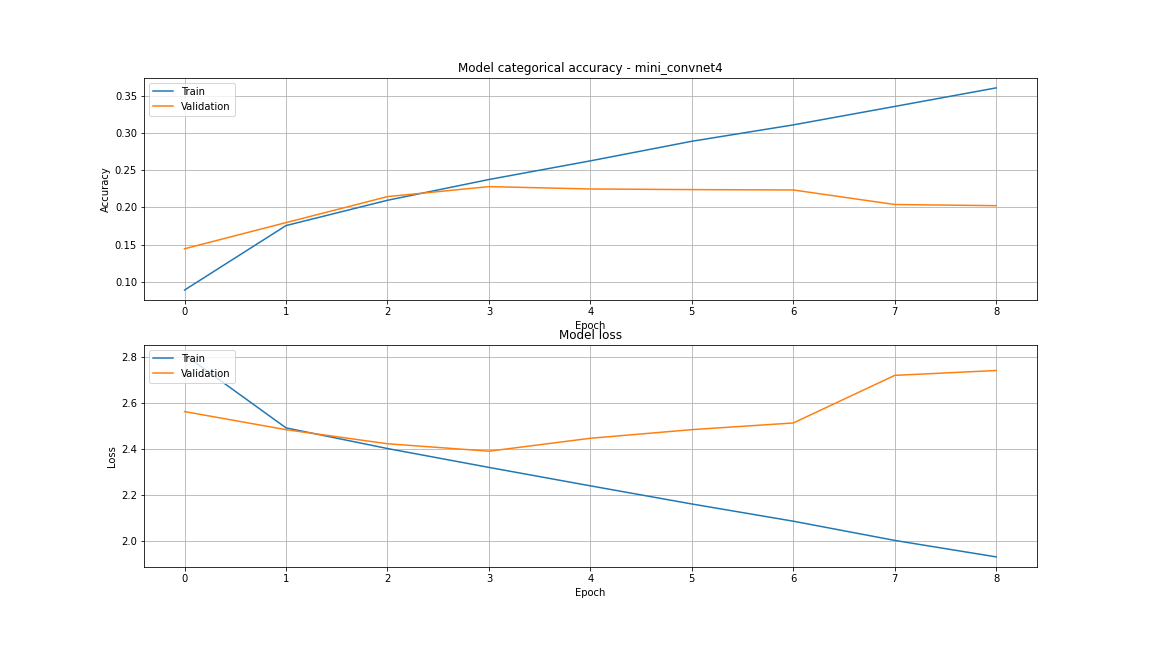 Model categorical accuracy - mini_convnet4
Train
Validation
Accuracy
0.35
0.30
0.25
0.20
0.15
0.10
0 1 2 3 4 5 6 7 8
Epoch
Model loss
Train
Validation
Loss
2.8
2.6
2.4
2.2
2.0
0 1 2 3 4 5 6 7 8
Epoch